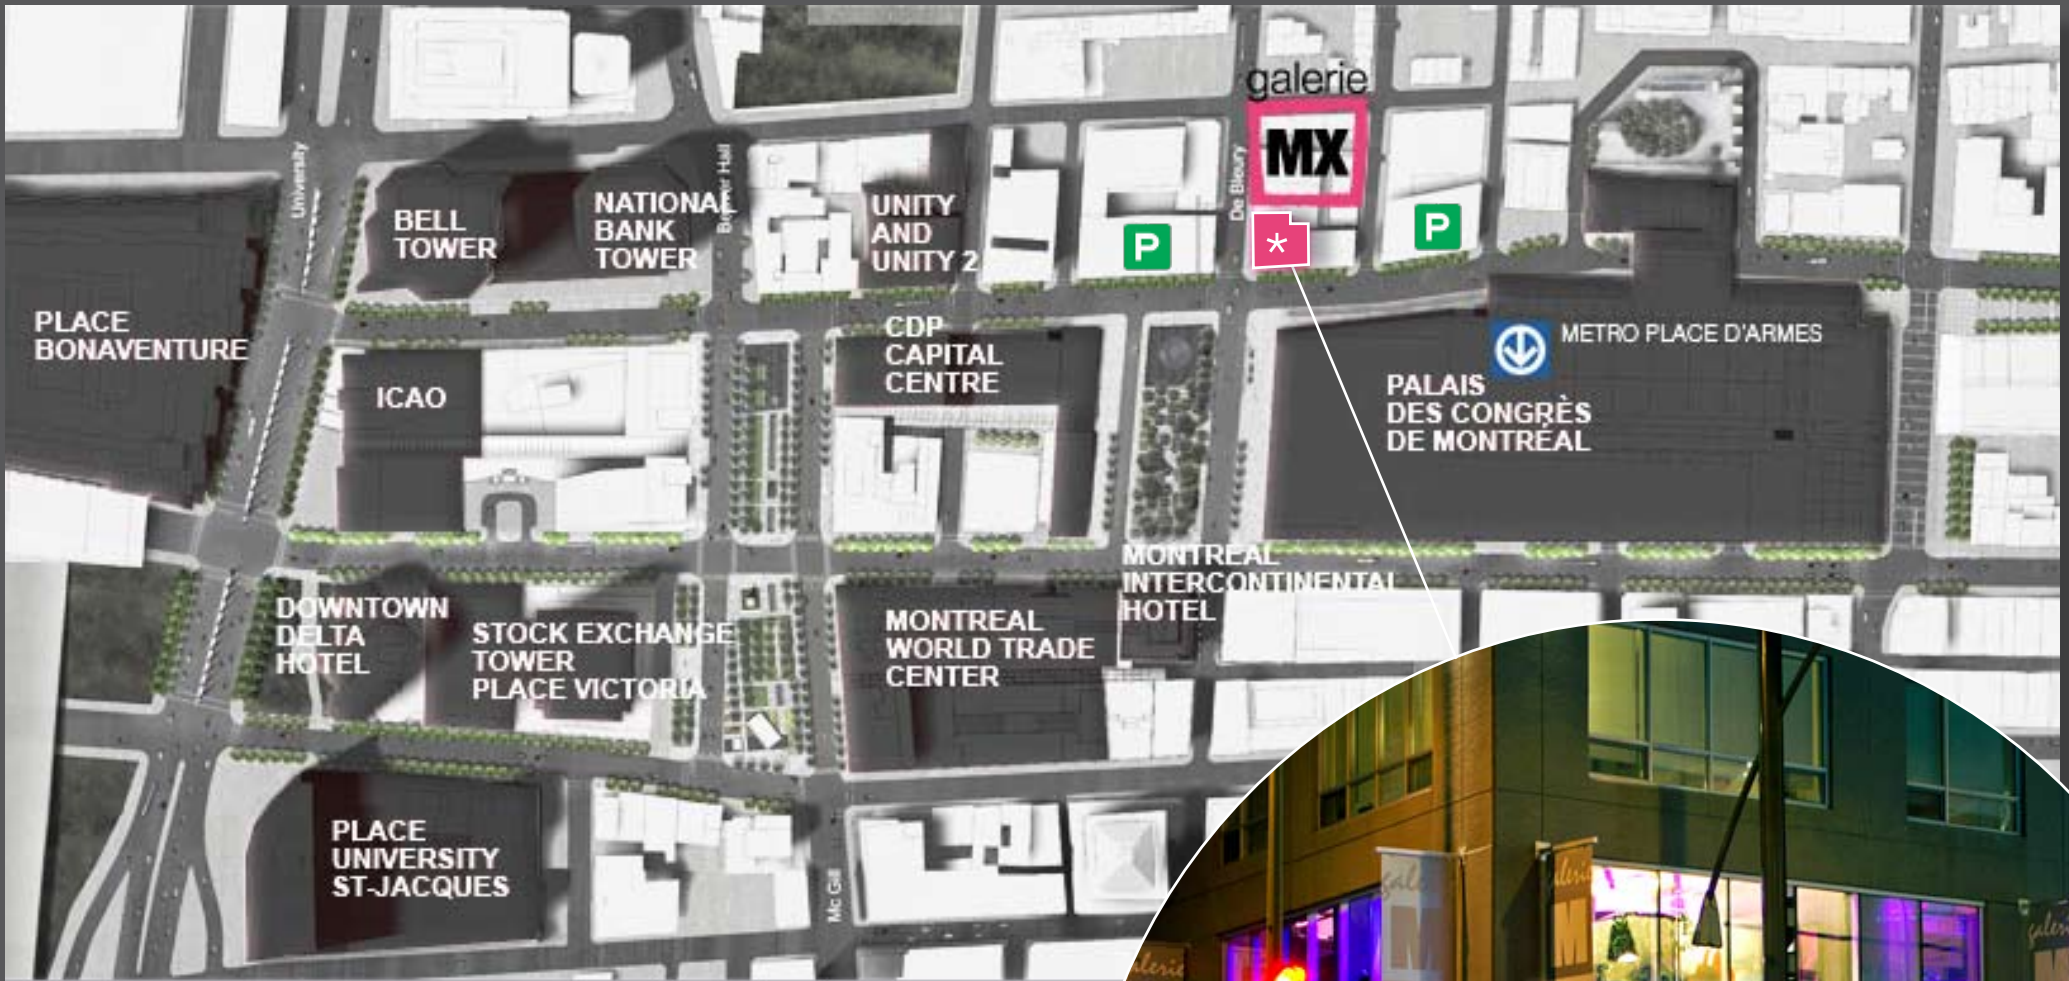 galerie
MX
*
P
P
University
Beaver Hall
De Bleury
BELL
TOWER
NATIONAL
BANK
TOWER
UNITY
AND
UNITY 2
PLACE
BONAVENTURE
ICAO
CDP
CAPITAL
CENTRE
METRO PLACE D'ARMES
PALAIS
DES CONGRÈS
DE MONTRÉAL
MONTREAL
INTERCONTINENTAL
HOTEL
DOWNTOWN
DELTA
HOTEL
STOCK EXCHANGE
TOWER
PLACE VICTORIA
MONTREAL
WORLD TRADE
CENTER
PLACE
UNIVERSITY
ST-JACQUES
Mc Gill